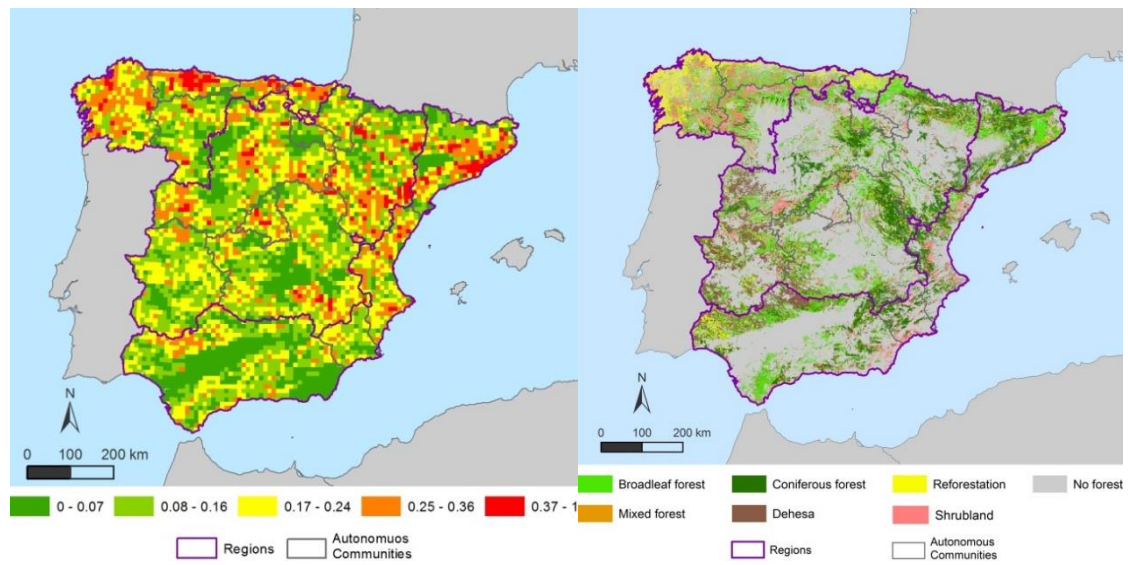 N
0 100 200 km
0 - 0.07 0.08 - 0.16 0.17 - 0.24 0.25 - 0.36 0.37 - 1
Regions Autonomuos
Communities
N
0 100 200 km
Broadleaf forest Coniferous forest Reforestation No forest
Mixed forest Dehesa Shrubland
Regions Autonomous
Communities